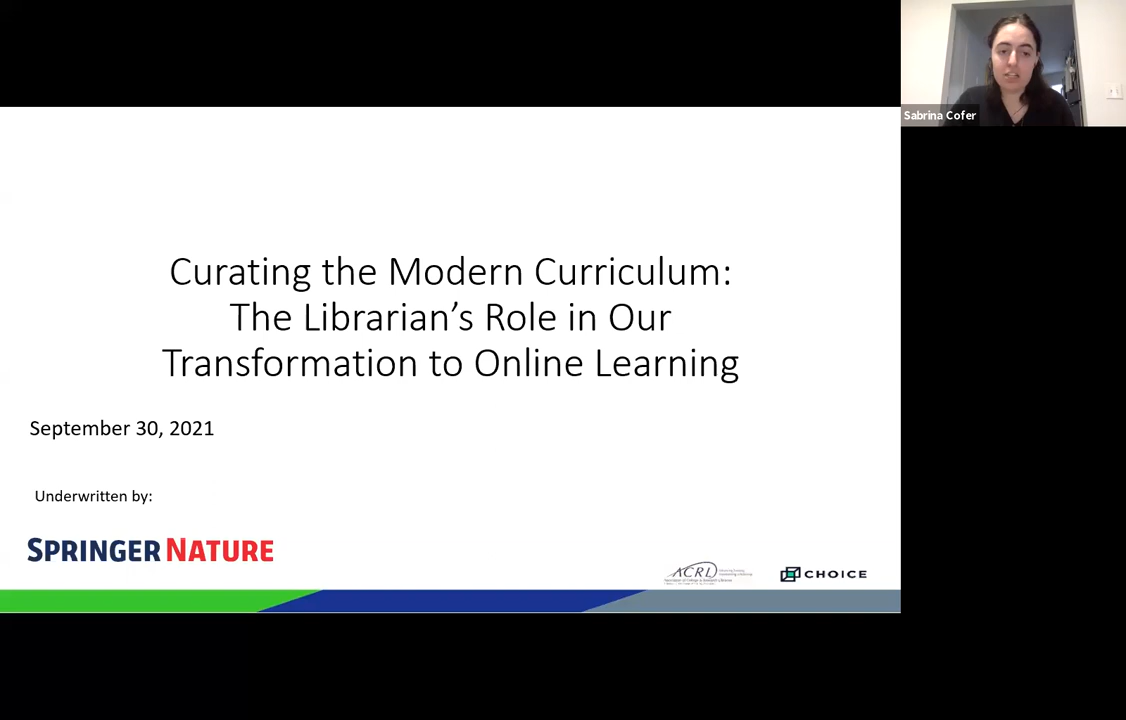 Sabrina Cofer
Curating the Modern Curriculum:
The Librarian's Role in Our
Transformation to Online Learning
September 30, 2021
Underwritten by:
SPRINGER NATURE
ACRL
CHOICE